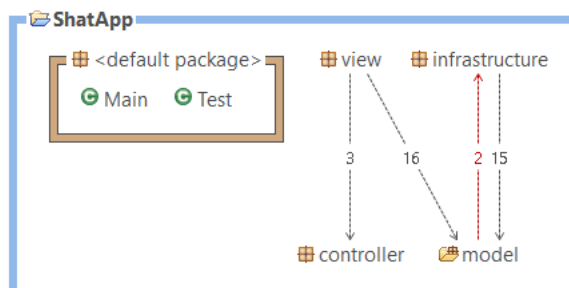 ShatApp
<default package>
Main Test
view infrastructure
3 16 2 15
controller model